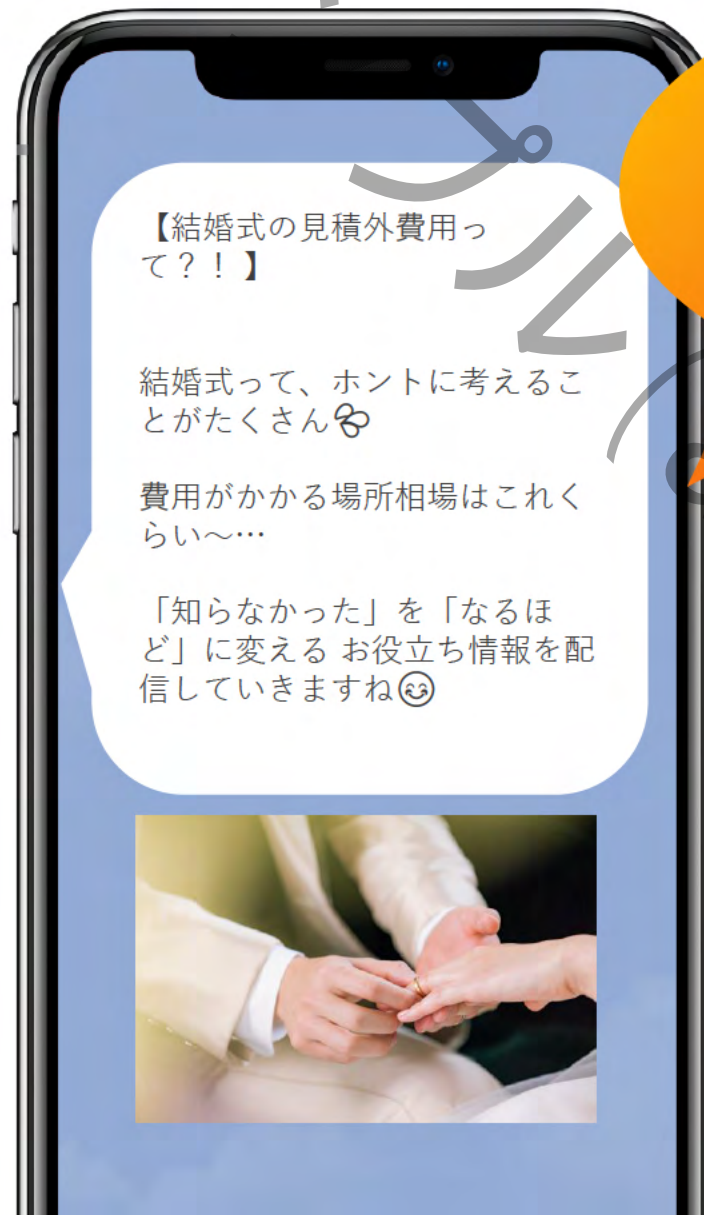 【結婚式の見積外費用っ
て？！】
結婚式って、ホントに考えるこ
とがたくさん💦
費用がかかる場所相場はこれく
らい～…
「知らなかった」を「なるほ
ど」に変える お役立ち情報を配
信していきますね😊
プル